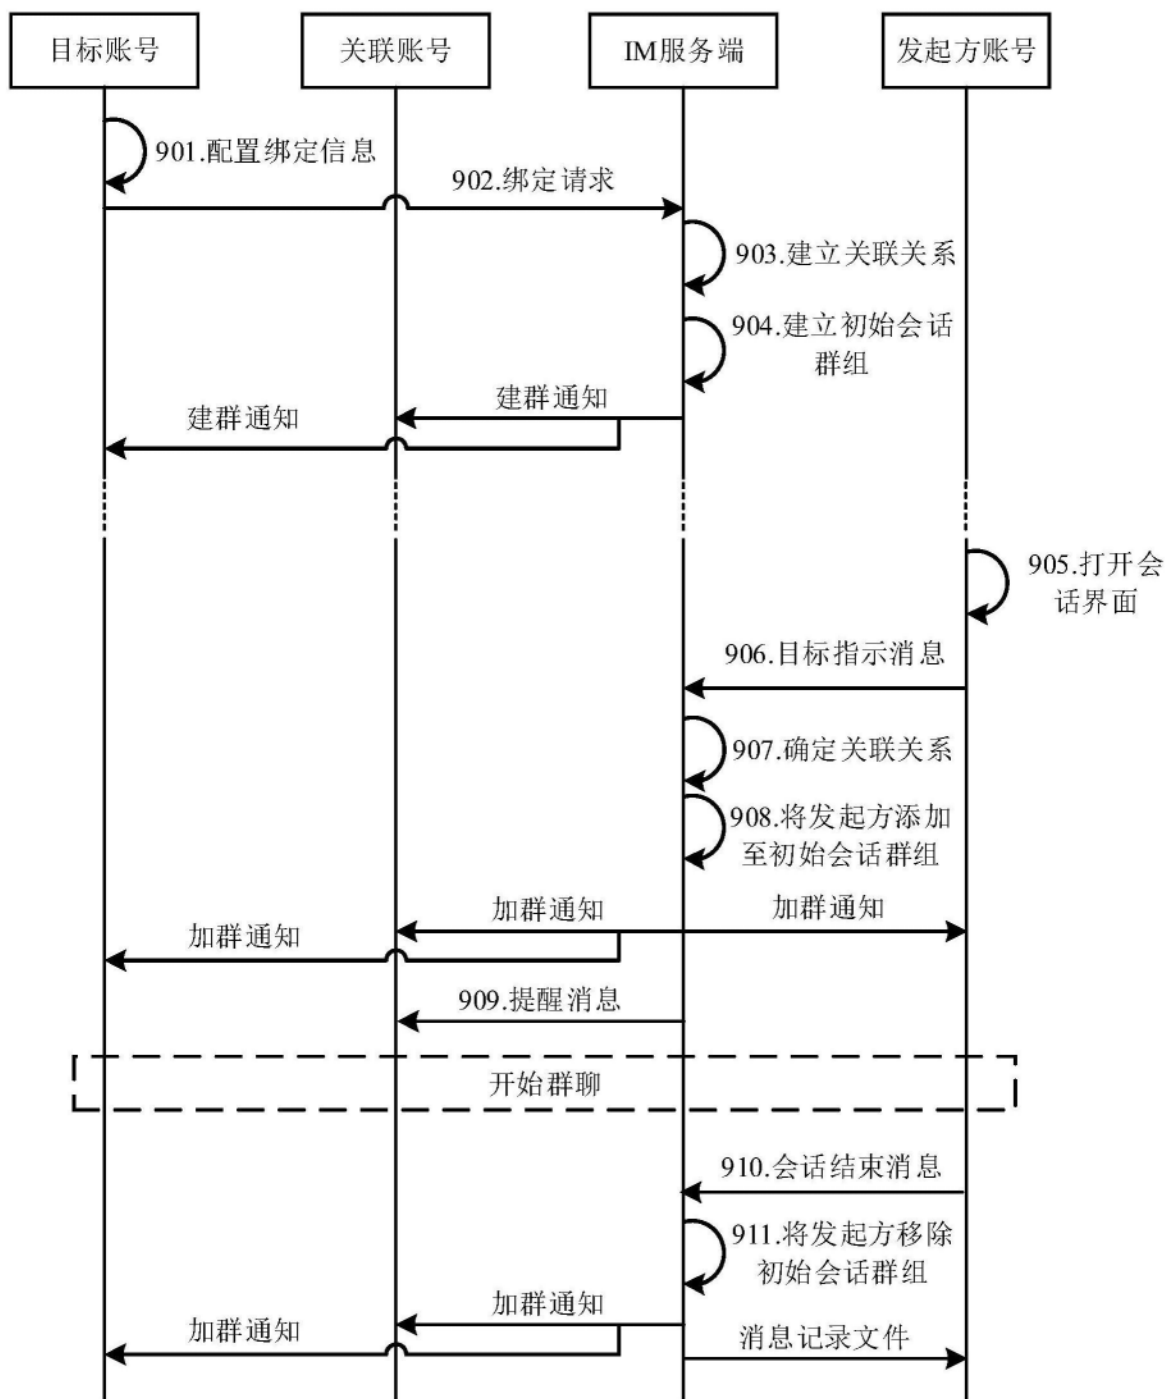 目标账号
关联账号
IM服务端
发起方账号
901.配置绑定信息
902.绑定请求
903.建立关联关系
904.建立初始会话
群组
建群通知
建群通知
905.打开会
话界面
906.目标指示消息
907.确定关联关系
908.将发起方添加
至初始会话群组
加群通知
加群通知
加群通知
909.提醒消息
开始群聊
910.会话结束消息
911.将发起方移除
初始会话群组
加群通知
加群通知
消息记录文件